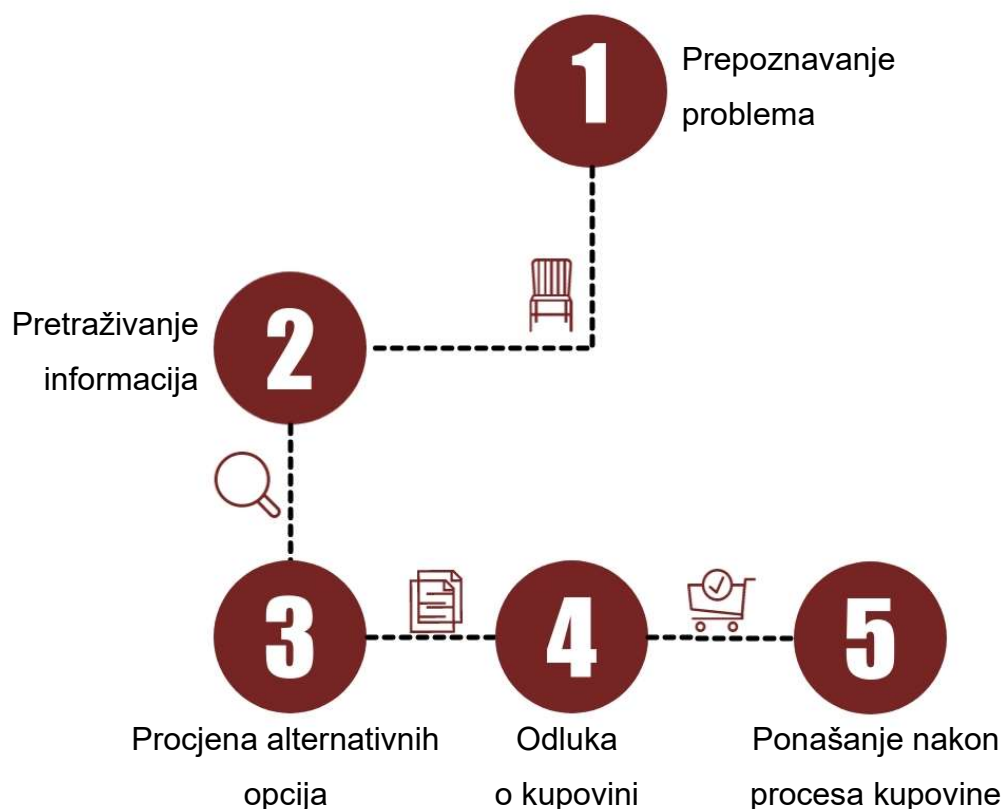 1
Prepoznavanje
problema
2
Pretraživanje
informacija
3
Procjena alternativnih
opcija
4
Odluka
o kupovini
5
Ponašanje nakon
procesa kupovine